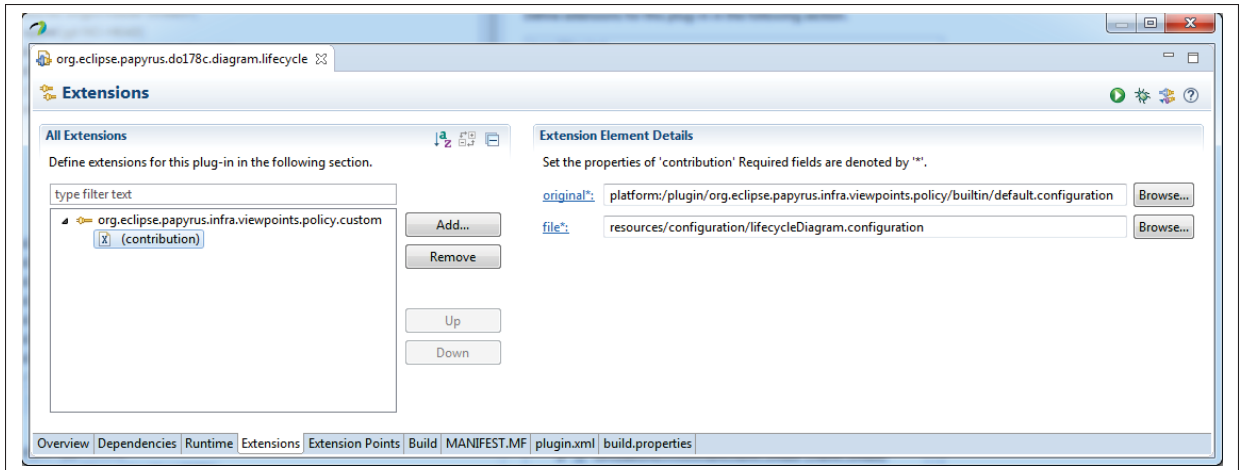 org.eclipse.papyrus.do178c.diagram.lifecycle
Extensions
All Extensions
Define extensions for this plug-in in the following section.
type filter text
org.eclipse.papyrus.infra.viewpoints.policy.custom
(contribution)
Add...
Remove
Up
Down
Extension Element Details
Set the properties of 'contribution' Required fields are denoted by '*'.
original*: platform:/plugin/org.eclipse.papyrus.infra.viewpoints.policy/builtin/default.configuration Browse...
file*: resources/configuration/lifecycleDiagram.configuration Browse...
Overview Dependencies Runtime Extensions Extension Points Build MANIFEST.MF plugin.xml build.properties